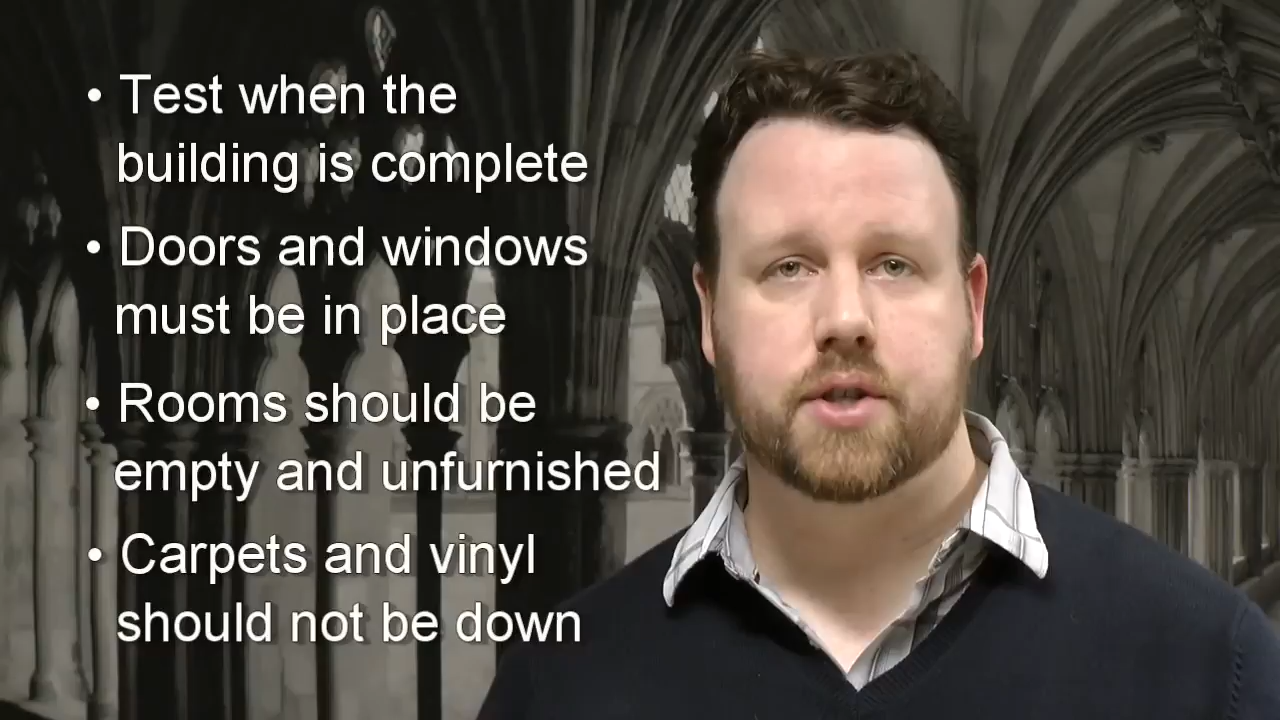 • Test when the
building is complete
• Doors and windows
must be in place
• Rooms should be
empty and unfurnished
• Carpets and vinyl
should not be down